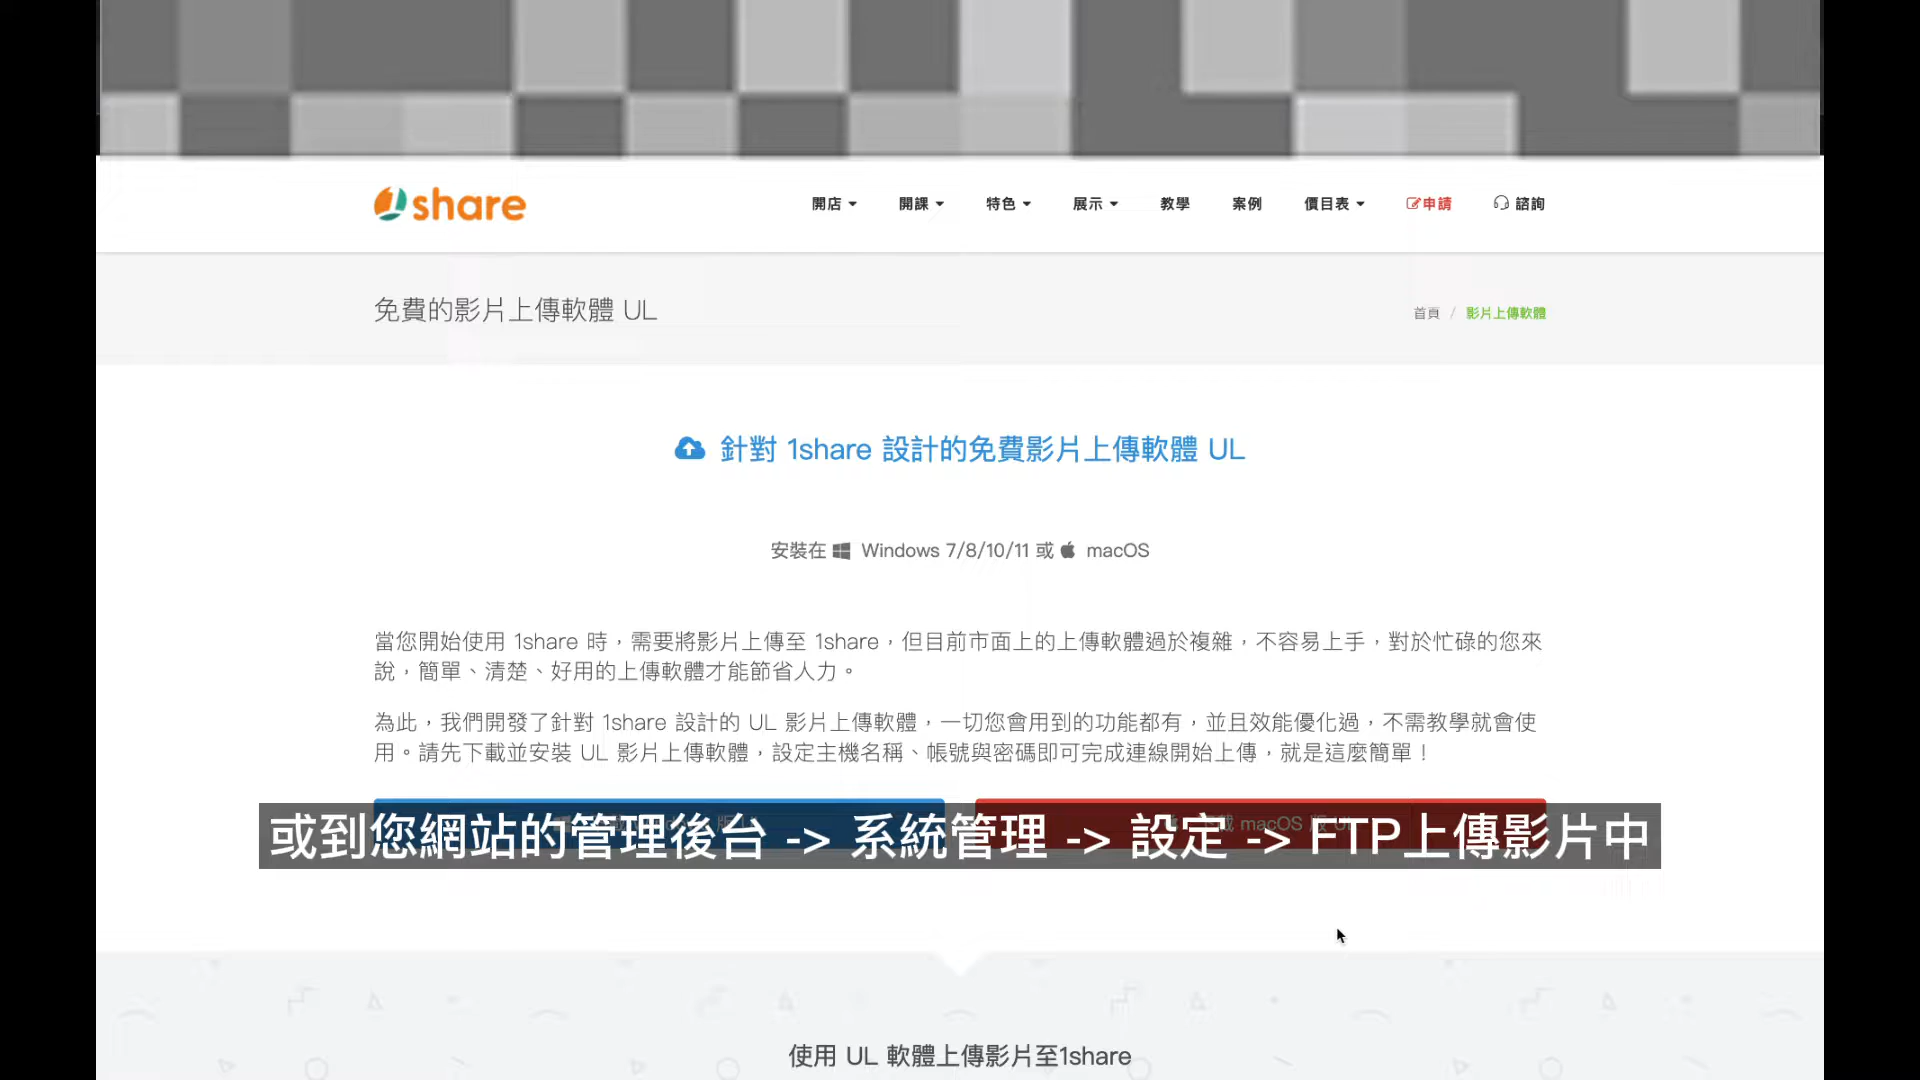 1share
開店 開課 特色 展示 教學 案例 價目表 申請 諮詢
免費的影片上傳軟體 UL
首頁 / 影片上傳軟體
針對 1share 設計的免費影片上傳軟體 UL
安裝在 Windows 7/8/10/11 或 macOS
當您開始使用 1share 時，需要將影片上傳至 1share，但目前市面上的上傳軟體過於複雜，不容易上手，對於忙碌的您來
說，簡單、清楚、好用的上傳軟體才能節省人力。
為此，我們開發了針對 1share 設計的 UL 影片上傳軟體，一切您會用到的功能都有，並且效能優化過，不需教學就會使
用。請先下載並安裝 UL 影片上傳軟體，設定主機名稱、帳號與密碼即可完成連線開始上傳，就是這麼簡單！
或到您網站的管理後台 -> 系統管理 -> 設定 -> FTP上傳影片中
使用 UL 軟體上傳影片至1share